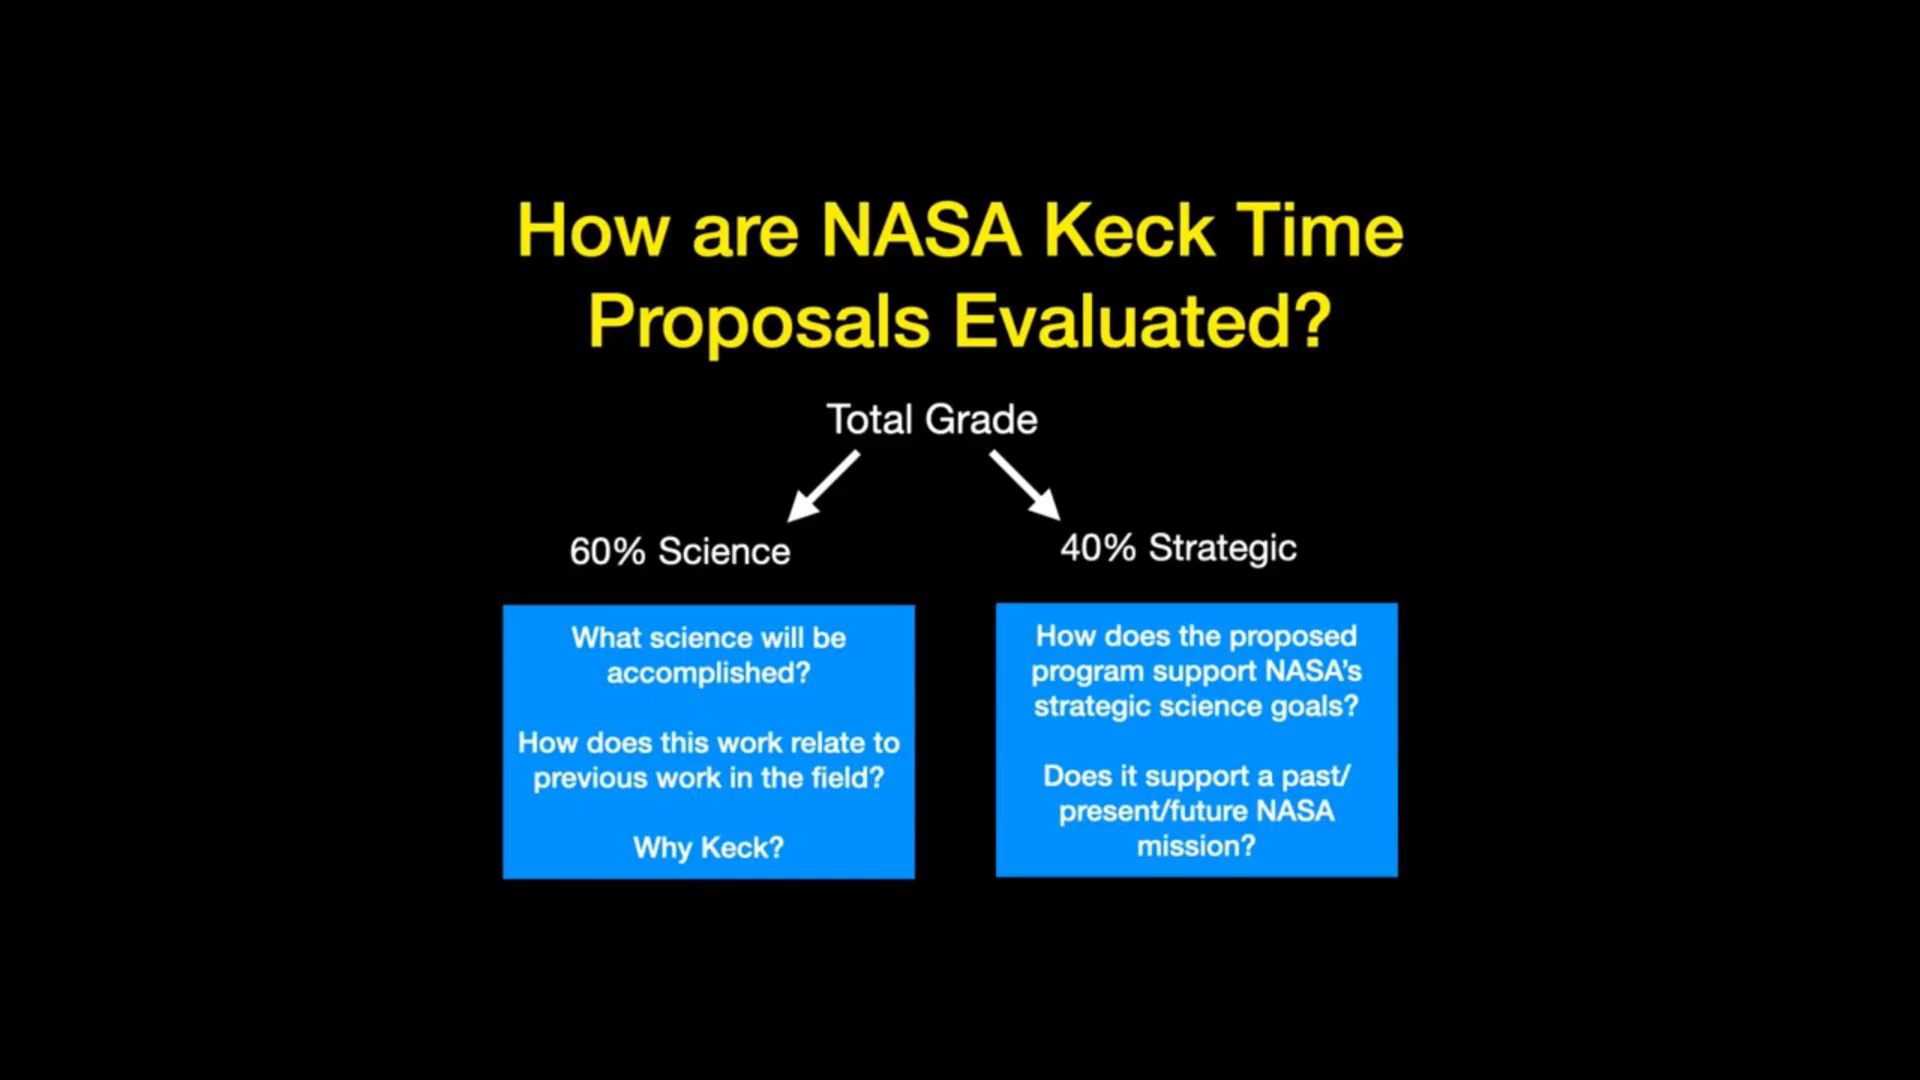 How are NASA Keck Time
Proposals Evaluated?
Total Grade
60% Science
40% Strategic
What science will be
accomplished?
How does this work relate to
previous work in the field?
Why Keck?
How does the proposed
program support NASA's
strategic science goals?
Does it support a past/
present/future NASA
mission?